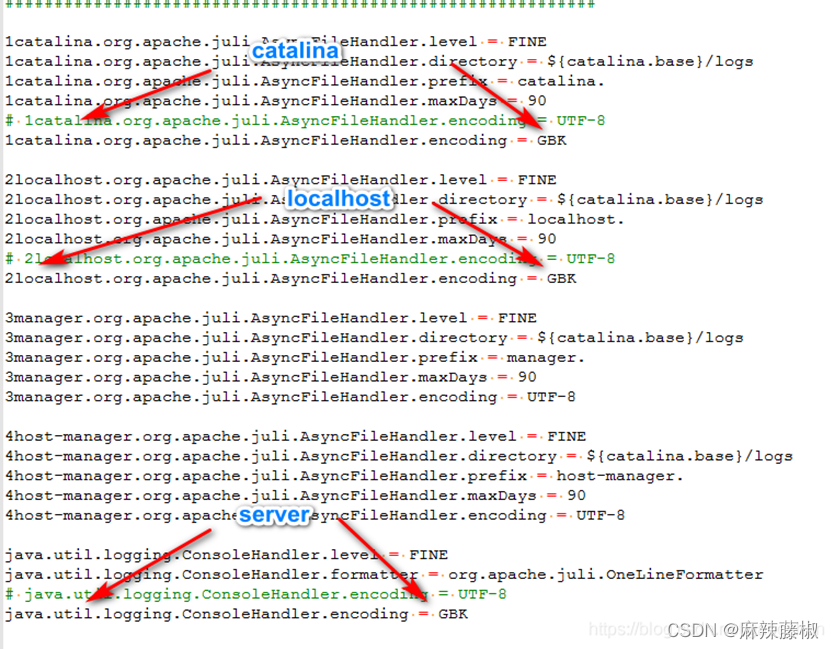 ############################################################
1catalina.org.apache.juli.AsyncFileHandler.level = FINE
catalina
1catalina.org.apache.juli.AsyncFileHandler.directory = ${catalina.base}/logs
1catalina.org.apache.juli.AsyncFileHandler.prefix = catalina.
1catalina.org.apache.juli.AsyncFileHandler.maxDays = 90
# 1catalina.org.apache.juli.AsyncFileHandler.encoding = UTF-8
1catalina.org.apache.juli.AsyncFileHandler.encoding = GBK
2localhost.org.apache.juli.AsyncFileHandler.level = FINE
localhost
2localhost.org.apache.juli.AsyncFileHandler.directory = ${catalina.base}/logs
2localhost.org.apache.juli.AsyncFileHandler.prefix = localhost.
2localhost.org.apache.juli.AsyncFileHandler.maxDays = 90
# 2localhost.org.apache.juli.AsyncFileHandler.encoding = UTF-8
2localhost.org.apache.juli.AsyncFileHandler.encoding = GBK
3manager.org.apache.juli.AsyncFileHandler.level = FINE
3manager.org.apache.juli.AsyncFileHandler.directory = ${catalina.base}/logs
3manager.org.apache.juli.AsyncFileHandler.prefix = manager.
3manager.org.apache.juli.AsyncFileHandler.maxDays = 90
3manager.org.apache.juli.AsyncFileHandler.encoding = UTF-8
4host-manager.org.apache.juli.AsyncFileHandler.level = FINE
4host-manager.org.apache.juli.AsyncFileHandler.directory = ${catalina.base}/logs
4host-manager.org.apache.juli.AsyncFileHandler.prefix = host-manager.
4host-manager.org.apache.juli.AsyncFileHandler.maxDays = 90
4host-manager.org.apache.juli.AsyncFileHandler.encoding = UTF-8
server
java.util.logging.ConsoleHandler.level = FINE
java.util.logging.ConsoleHandler.formatter = org.apache.juli.OneLineFormatter
# java.util.logging.ConsoleHandler.encoding = UTF-8
java.util.logging.ConsoleHandler.encoding = GBK
CSDN @麻辣藤椒